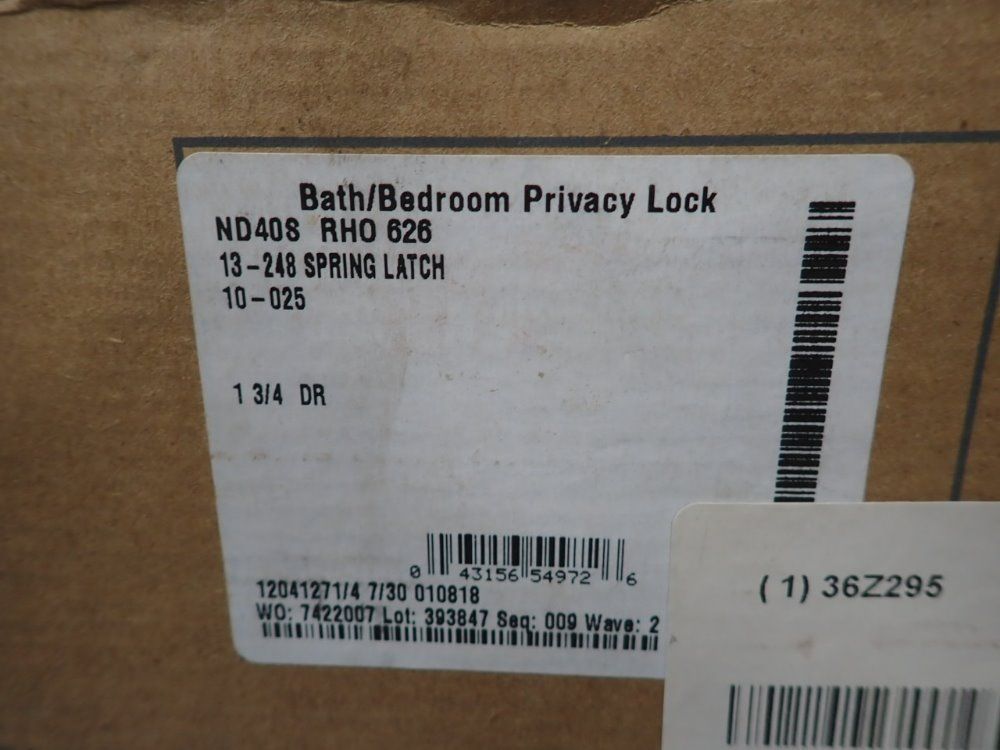 Bath/Bedroom Privacy Lock
ND40S RHO 626
13-248 SPRING LATCH
10-025
1 3/4 DR
0 43156 54972 6
12041271/4 7/30 010818
WO: 7422007 Lot: 393847 Seq: 009 Wave: 2
( 1) 36Z295